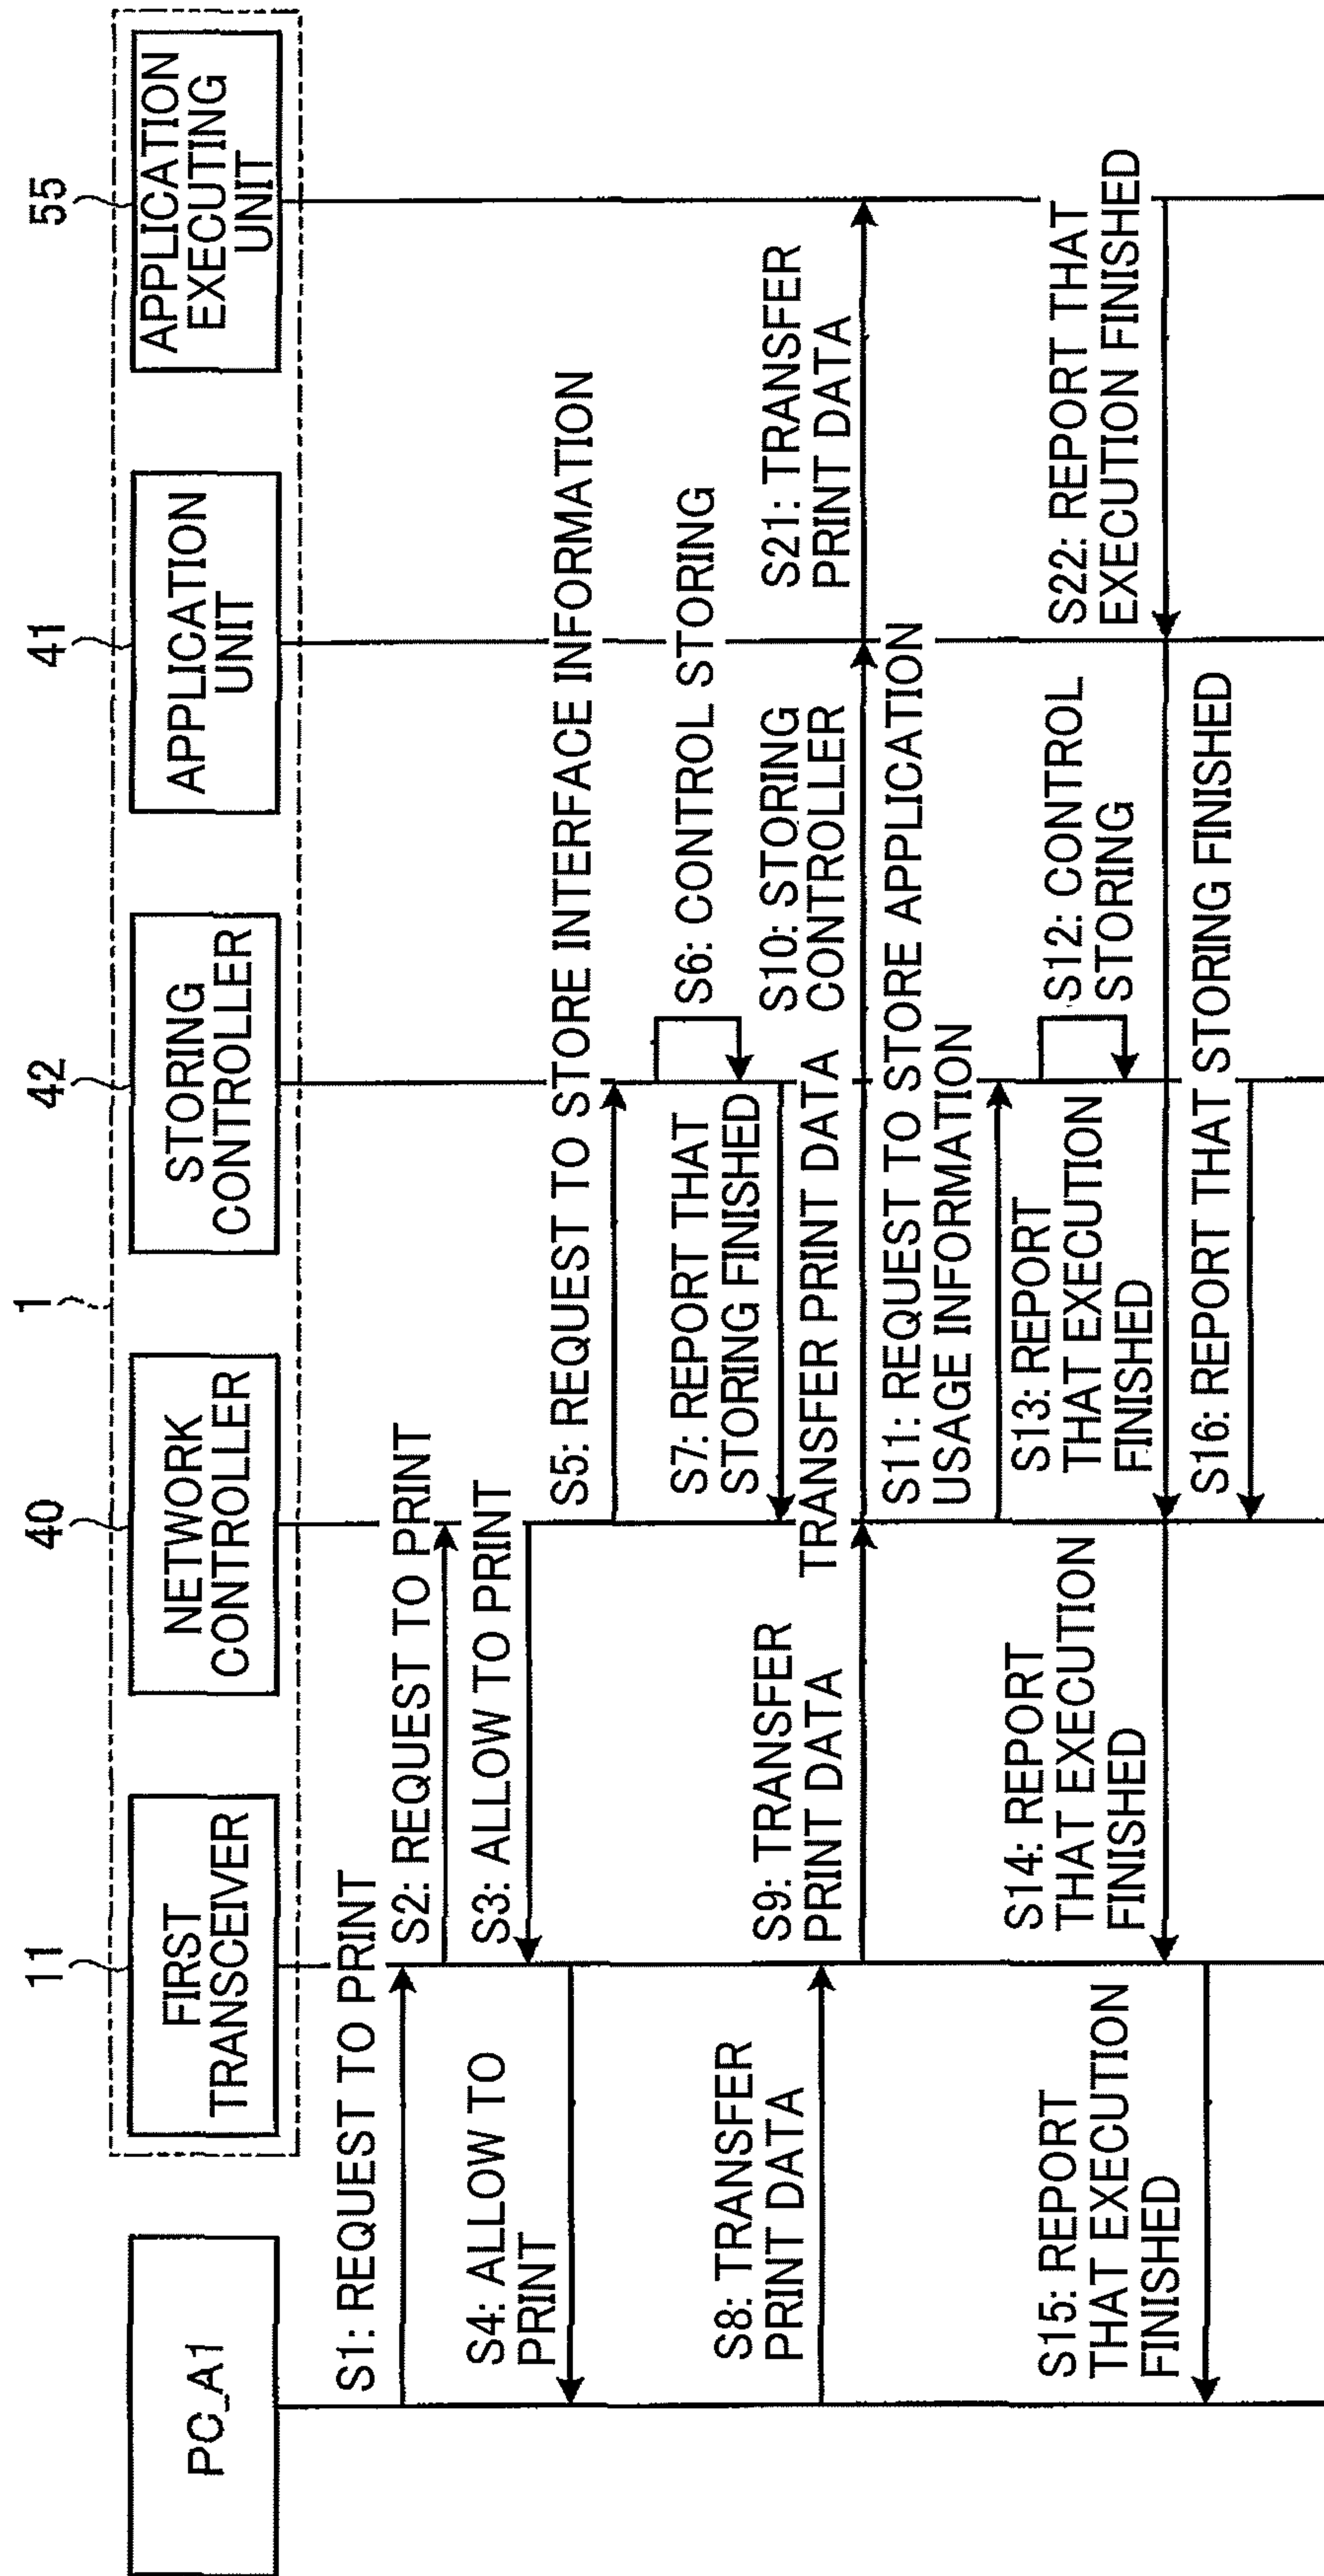 1
11
40
42
41
55
PC_A1
FIRST
TRANSCEIVER
NETWORK
CONTROLLER
STORING
CONTROLLER
APPLICATION
UNIT
APPLICATION
EXECUTING
UNIT
S1: REQUEST TO PRINT
S2: REQUEST TO PRINT
S3: ALLOW TO PRINT
S4: ALLOW TO
PRINT
S5: REQUEST TO STORE INTERFACE INFORMATION
S6: CONTROL STORING
S7: REPORT THAT
STORING FINISHED
S8: TRANSFER
PRINT DATA
S9: TRANSFER
PRINT DATA
S10: STORING
CONTROLLER
TRANSFER PRINT DATA
S21: TRANSFER
PRINT DATA
S11: REQUEST TO STORE APPLICATION
USAGE INFORMATION
S12: CONTROL
STORING
S22: REPORT THAT
EXECUTION FINISHED
S13: REPORT
THAT EXECUTION
FINISHED
S14: REPORT
THAT EXECUTION
FINISHED
S15: REPORT
THAT EXECUTION
FINISHED
S16: REPORT THAT STORING FINISHED